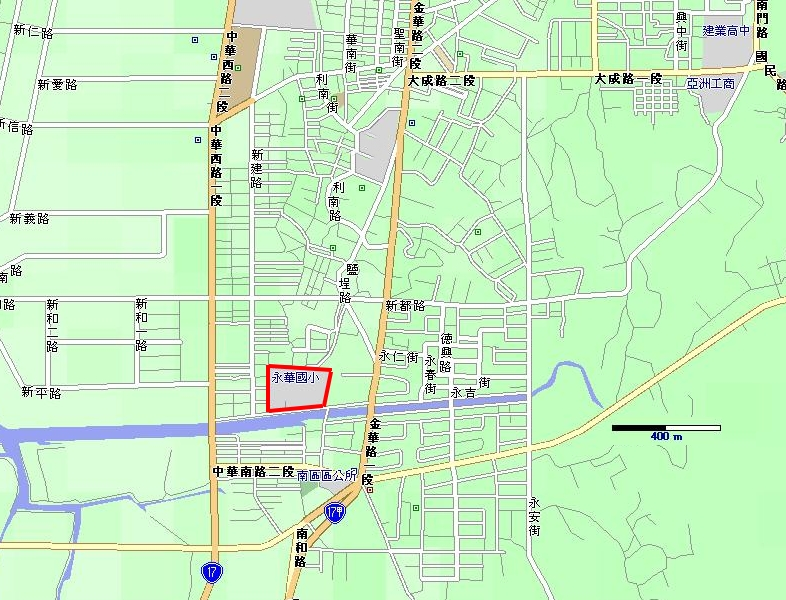 新仁路
中華西路二段
華南街
聖南街
金華路二段
興中街
建業高中
南門路
國民路
新愛路
利南街
大成路二段
大成路一段
亞洲工商
新信路
中華西路一段
新建路
利南路
新義路
南路
鹽埕路
和路
新和二路
新和一路
新都路
永仁街
德興路
永春街
永吉街
永華國小
新平路
金華路一段
400 m
中華南路二段
南區區公所
17甲
永安街
南和路
17